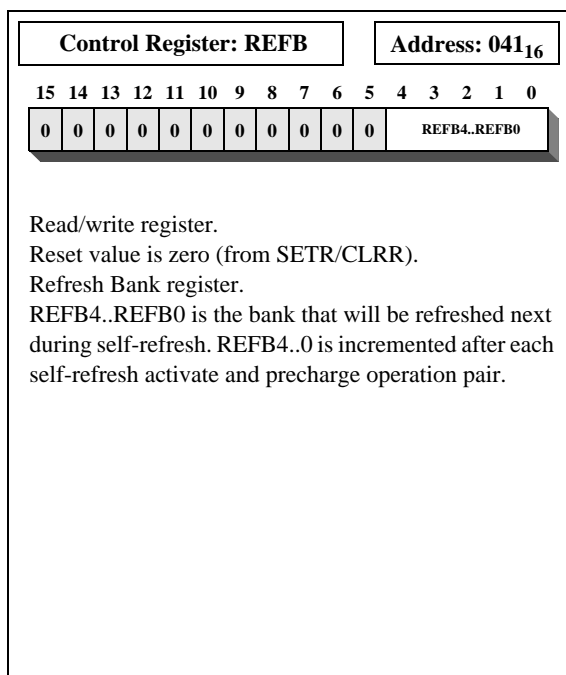 Control Register: REFB Address: 041₁₆
15 14 13 12 11 10 9 8 7 6 5 4 3 2 1 0
0 0 0 0 0 0 0 0 0 0 0 REFB4..REFB0
Read/write register.
Reset value is zero (from SETR/CLRR).
Refresh Bank register.
REFB4..REFB0 is the bank that will be refreshed next
during self-refresh. REFB4..0 is incremented after each
self-refresh activate and precharge operation pair.